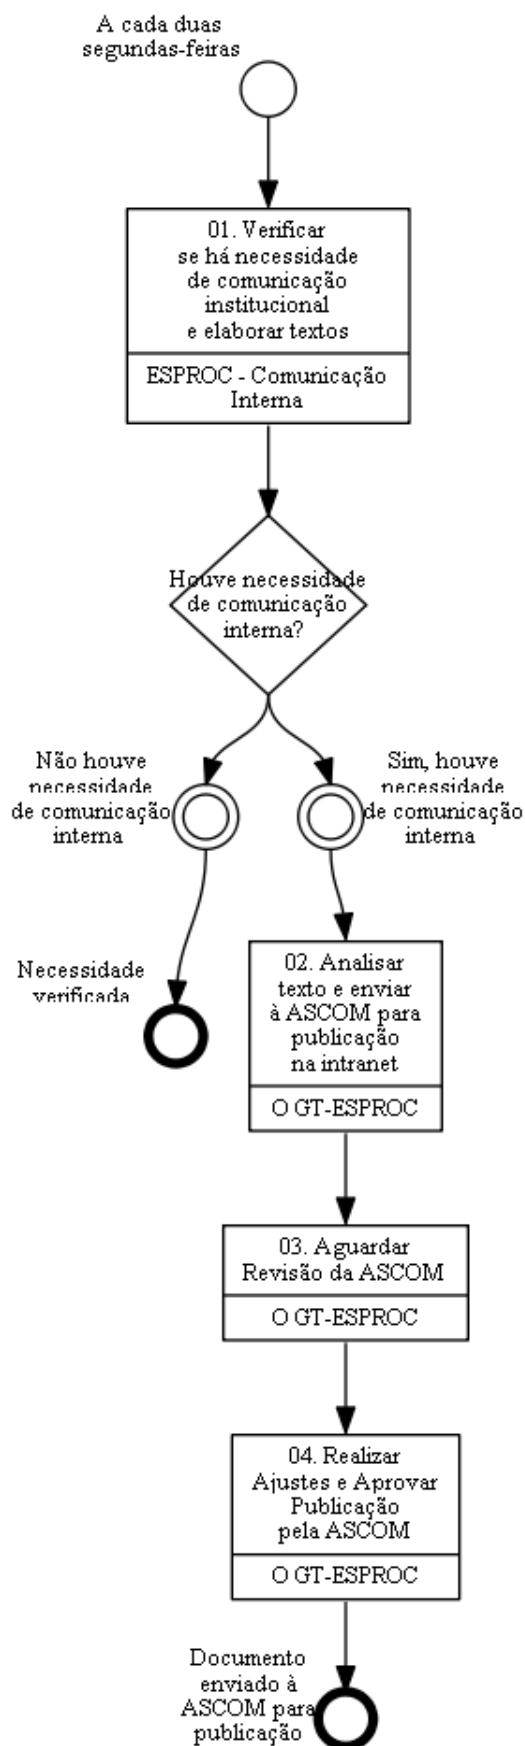 A cada duas
segundas-feiras
01. Verificar
se há necessidade
de comunicação
institucional
e elaborar textos
ESPROC - Comunicação
Interna
Houve necessidade
de comunicação
interna?
Não houve
necessidade
de comunicação
interna
Sim, houve
necessidade
de comunicação
interna
Necessidade
verificada
02. Analisar
texto e enviar
à ASCOM para
publicação
na intranet
O GT-ESPROC
03. Aguardar
Revisão da ASCOM
O GT-ESPROC
04. Realizar
Ajustes e Aprovar
Publicação
pela ASCOM
O GT-ESPROC
Documento
enviado à
ASCOM para
publicação